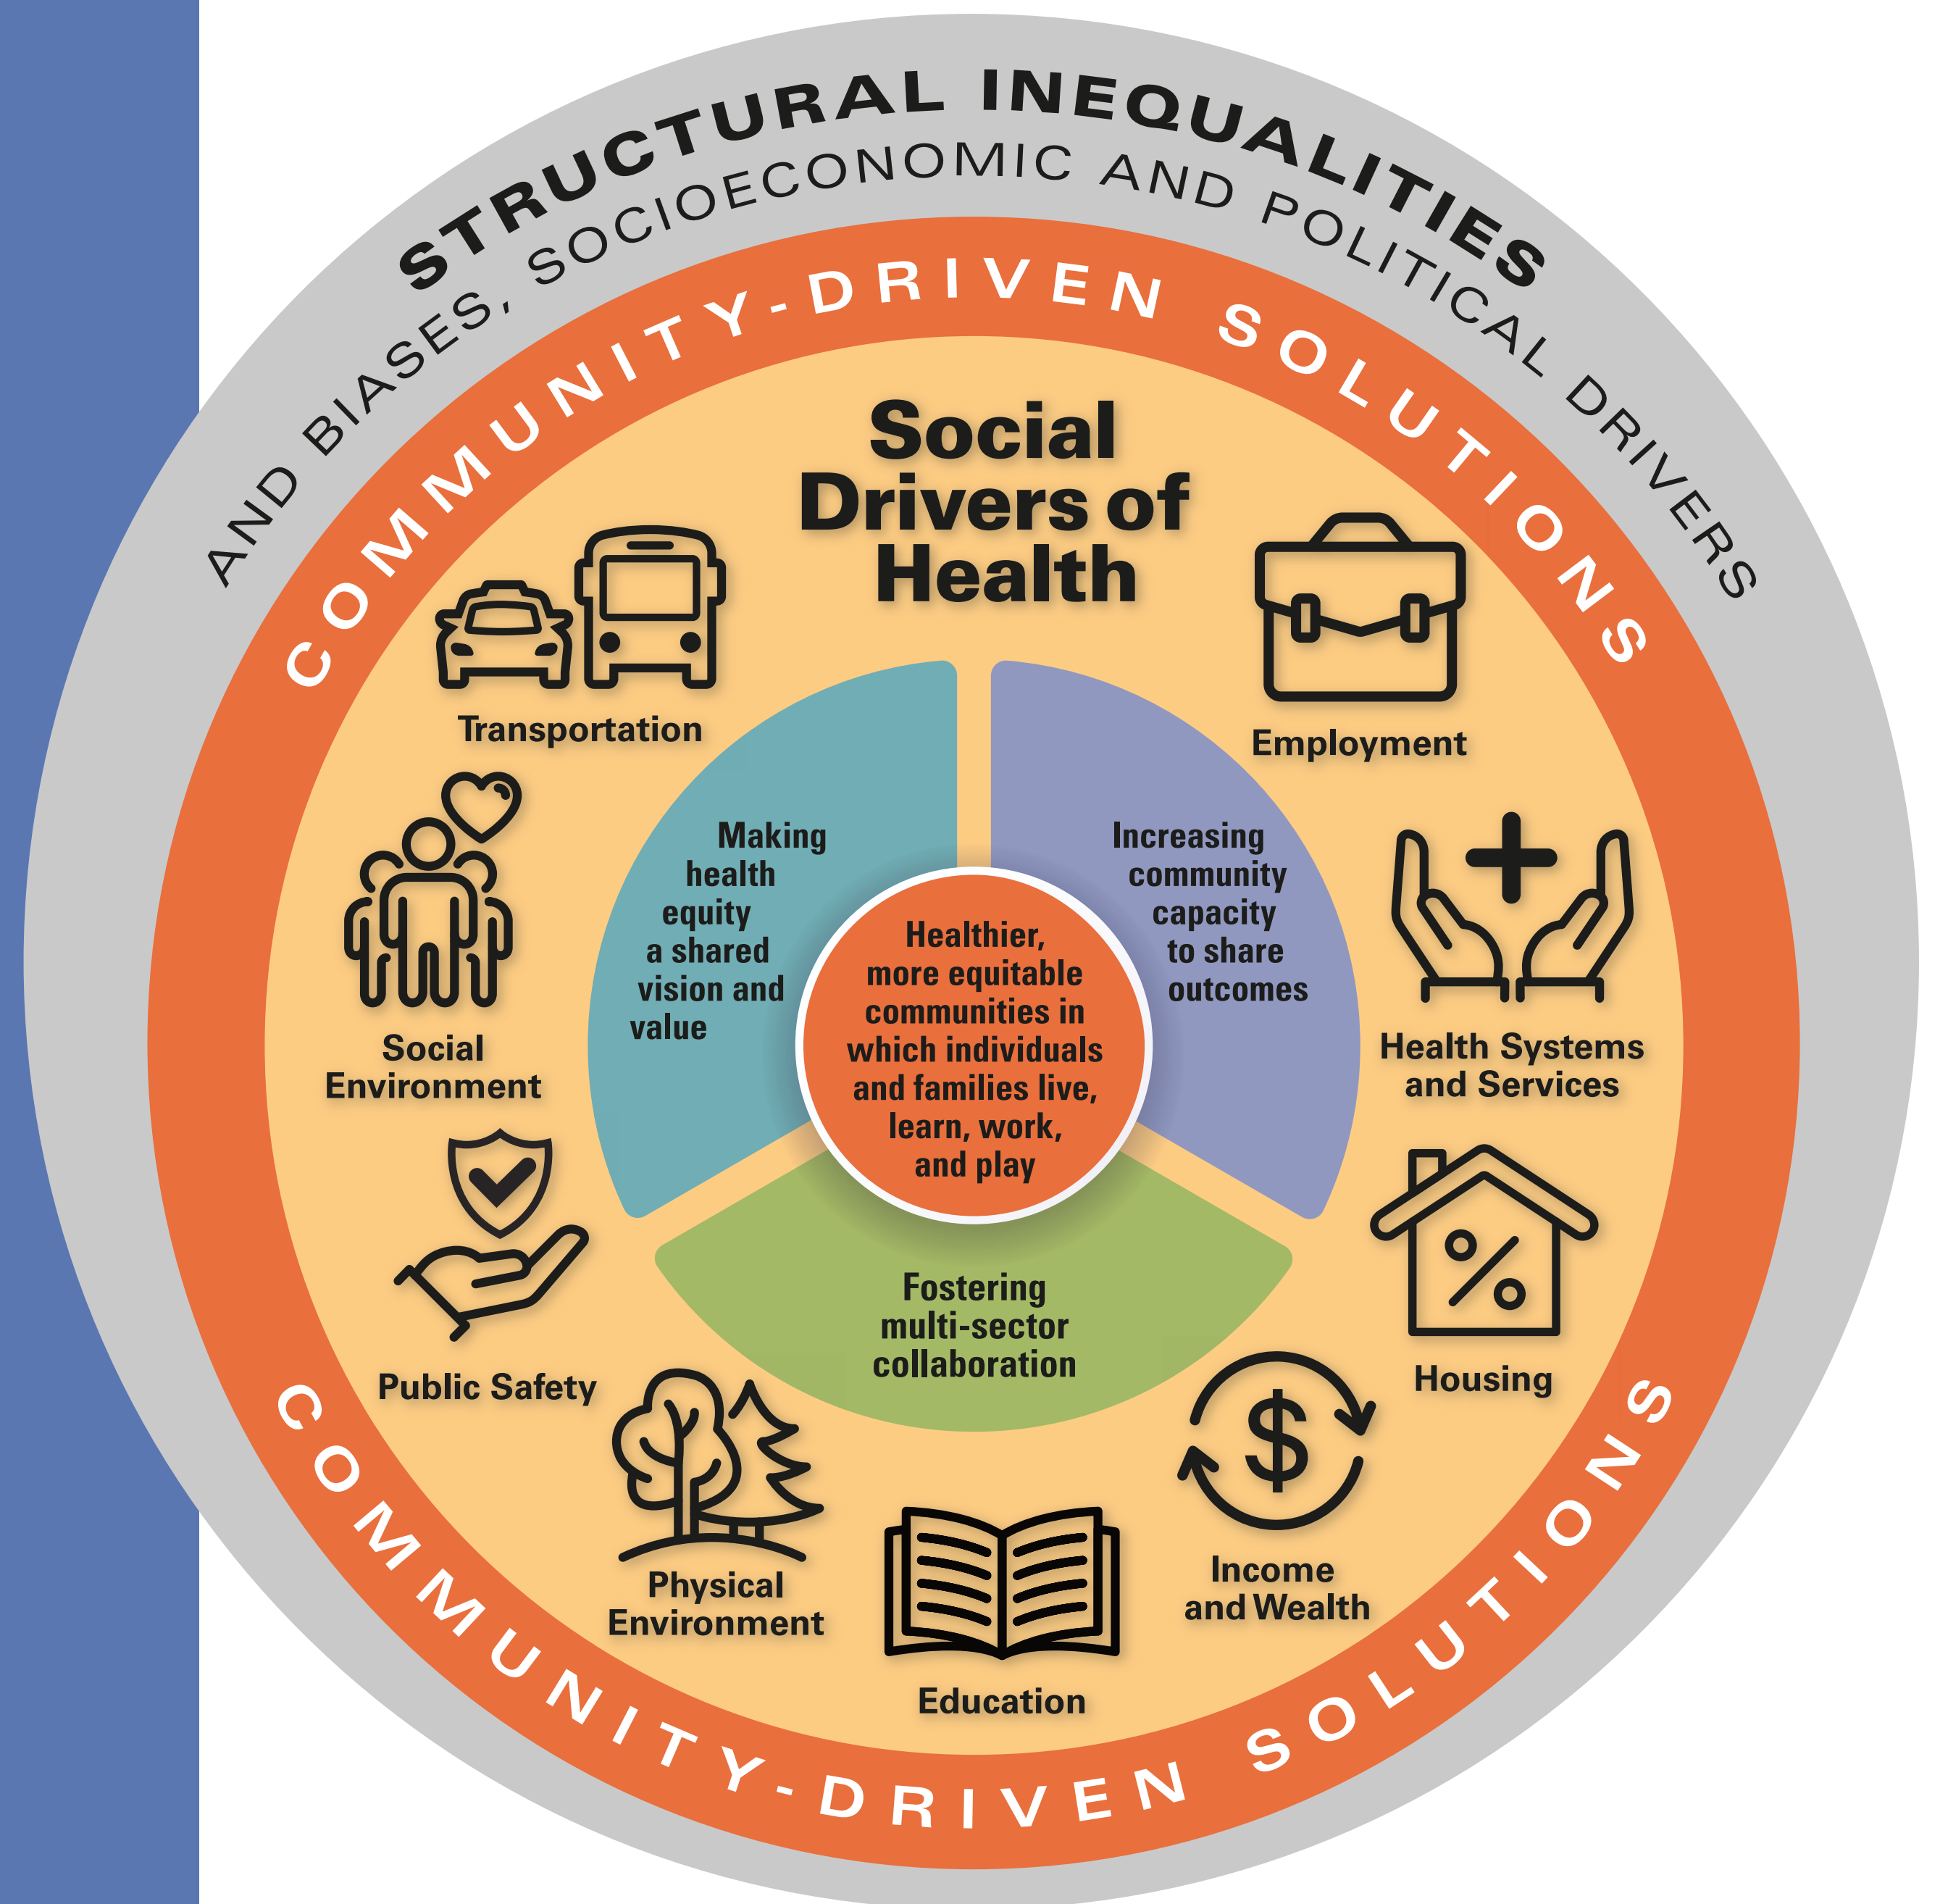 STRUCTURAL INEQUALITIES
AND BIASES, SOCIOECONOMIC AND POLITICAL DRIVERS
COMMUNITY-DRIVEN SOLUTIONS
Social
Drivers of
Health
Transportation
Employment
Social
Environment
Health Systems
and Services
Public Safety
Housing
Physical
Environment
Income
and Wealth
Education
Making
health
equity
a shared
vision and
value
Increasing
community
capacity
to share
outcomes
Fostering
multi-sector
collaboration
Healthier,
more equitable
communities in
which individuals
and families live,
learn, work,
and play
COMMUNITY-DRIVEN SOLUTIONS